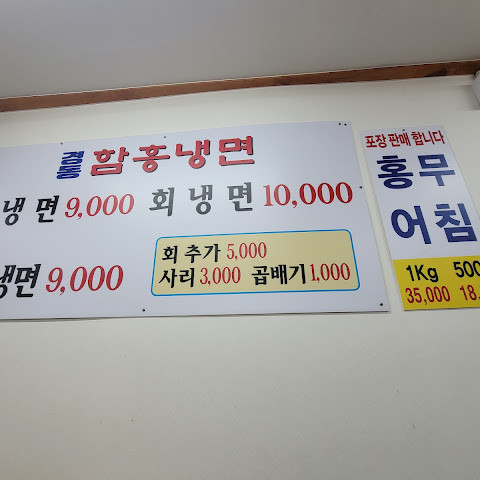 함흥냉면
냉면 9,000 회냉면 10,000
냉면 9,000
회 추가 5,000
사리 3,000 곱배기 1,000
포장 판매 합니다
홍무
어침
1Kg 500
35,000 18.